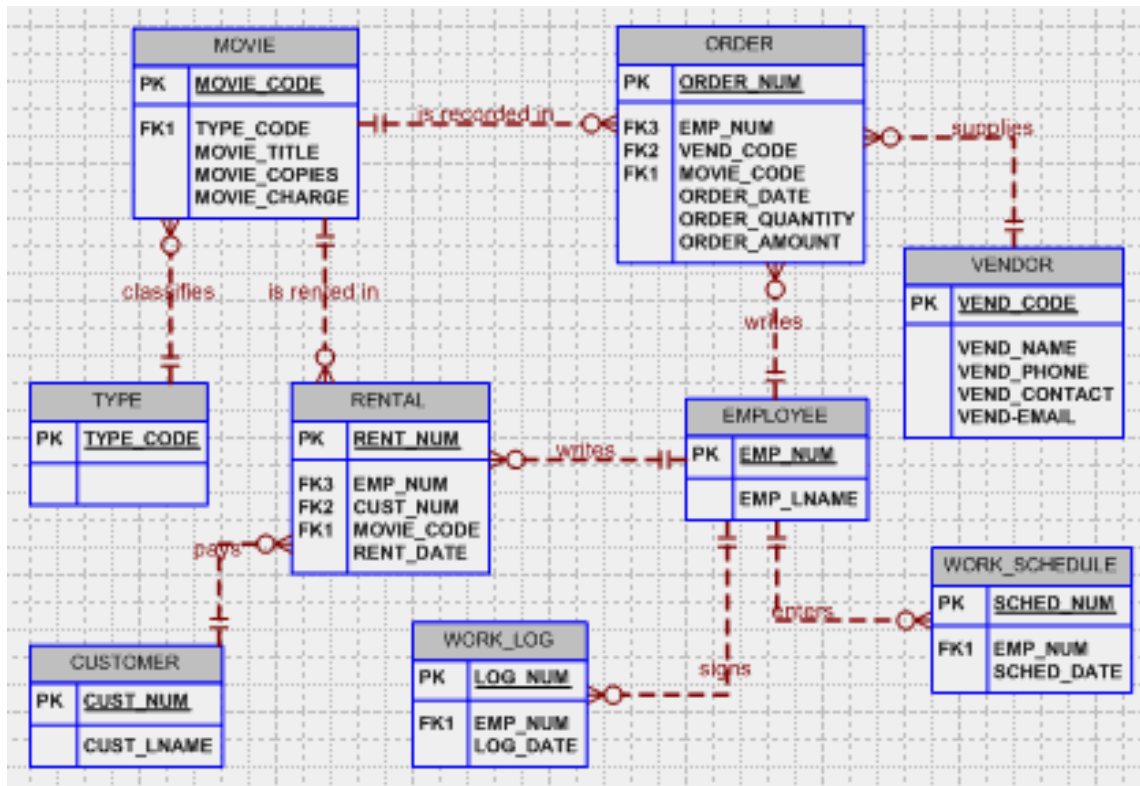 MOVIE
PK MOVIE_CODE
FK1 TYPE_CODE
MOVIE_TITLE
MOVIE_COPIES
MOVIE_CHARGE
is recorded in
ORDER
PK ORDER_NUM
FK3 EMP_NUM
FK2 VEND_CODE
FK1 MOVIE_CODE
ORDER_DATE
ORDER_QUANTITY
ORDER_AMOUNT
supplies
VENDOR
PK VEND_CODE
VEND_NAME
VEND_PHONE
VEND_CONTACT
VEND-EMAIL
classifies
is rented in
writes
TYPE
PK TYPE_CODE
RENTAL
PK RENT_NUM
FK3 EMP_NUM
FK2 CUST_NUM
FK1 MOVIE_CODE
RENT_DATE
writes
EMPLOYEE
PK EMP_NUM
EMP_LNAME
pays
enters
signs
WORK_SCHEDULE
PK SCHED_NUM
FK1 EMP_NUM
SCHED_DATE
CUSTOMER
PK CUST_NUM
CUST_LNAME
WORK_LOG
PK LOG_NUM
FK1 EMP_NUM
LOG_DATE